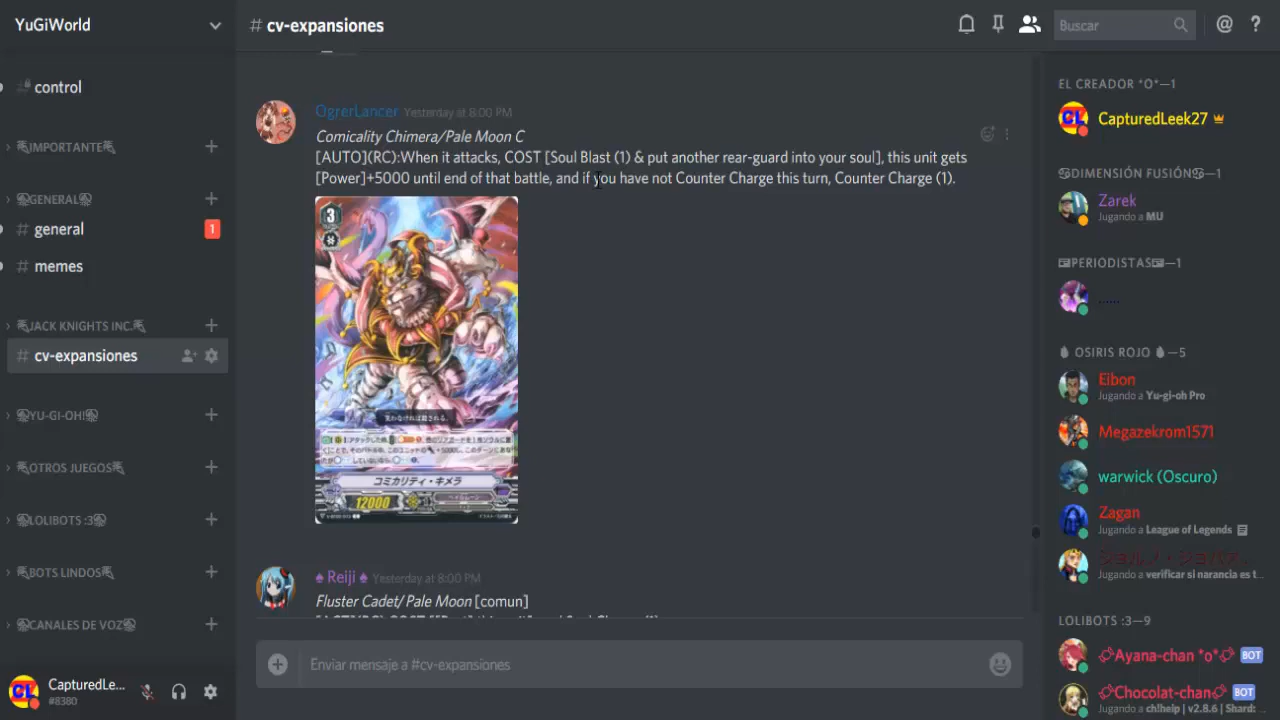 YuGiWorld
# cv-expansiones
Buscar
@ ?
control
IMPORTANTE
GENERAL
# general 1
# memes
JACK KNIGHTS INC.
# cv-expansiones
YU-GI-OH!
OTROS JUEGOS
LOLIBOTS :3
BOTS LINDOS
CANALES DE VOZ
CL CapturedLe...
#8380
OgrerLancer Yesterday at 8:00 PM
Comicality Chimera/Pale Moon C
[AUTO](RC):When it attacks, COST [Soul Blast (1) & put another rear-guard into your soul], this unit gets
[Power]+5000 until end of that battle, and if you have not Counter Charge this turn, Counter Charge (1).
3
コミカリティ・キメラ
12000
♠ Reiji ♠ Yesterday at 8:00 PM
Fluster Cadet/ Pale Moon [comun]
Enviar mensaje a #cv-expansiones
EL CREADOR *O*—1
CL CapturedLeek27
DIMENSIÓN FUSIÓN—1
Zarek
Jugando a MU
PERIODISTAS—1
......
OSIRIS ROJO—5
Eibon
Jugando a Yu-gi-oh Pro
Megazekrom1571
warwick (Oscuro)
Zagan
Jugando a League of Legends
Jugando a verificar si narancia es t...
LOLIBOTS :3—9
Ayana-chan *o* BOT
Chocolat-chan BOT
Jugando a ch!help | v2.8.6 | Shard: ...